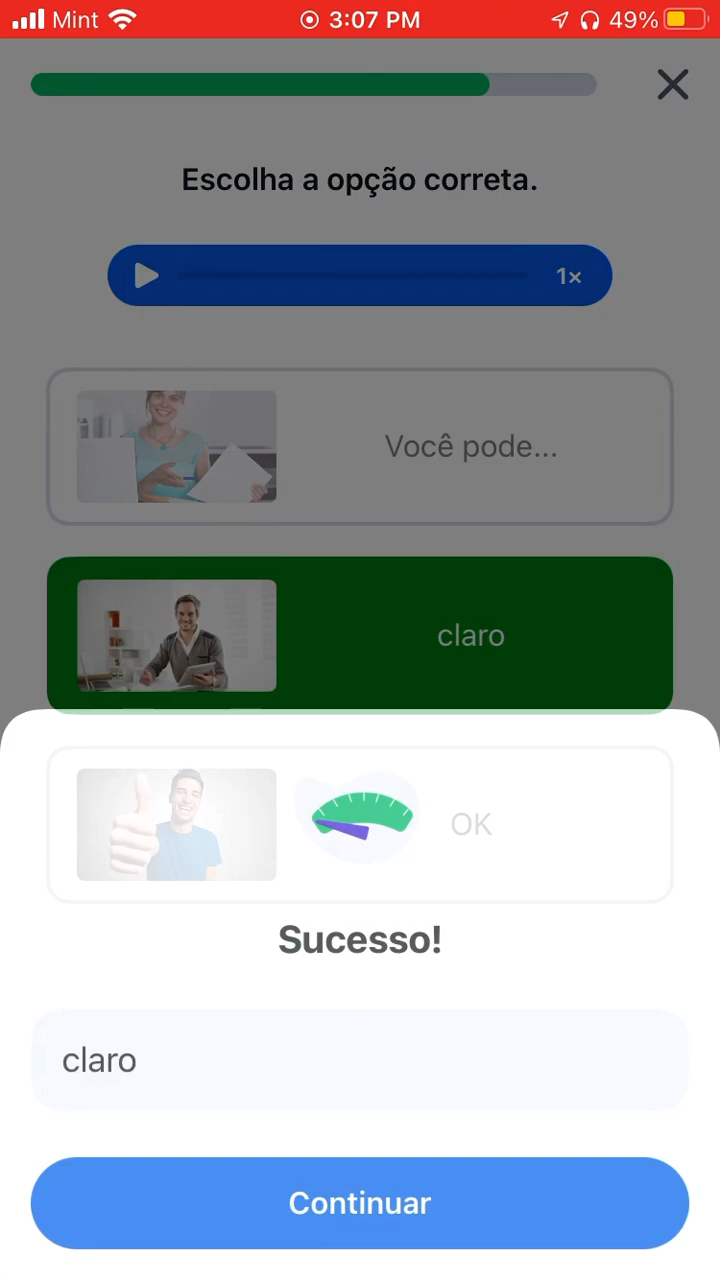 Mint 3:07 PM 49%
Escolha a opção correta.
1×
Você pode...
claro
OK
Sucesso!
claro
Continuar